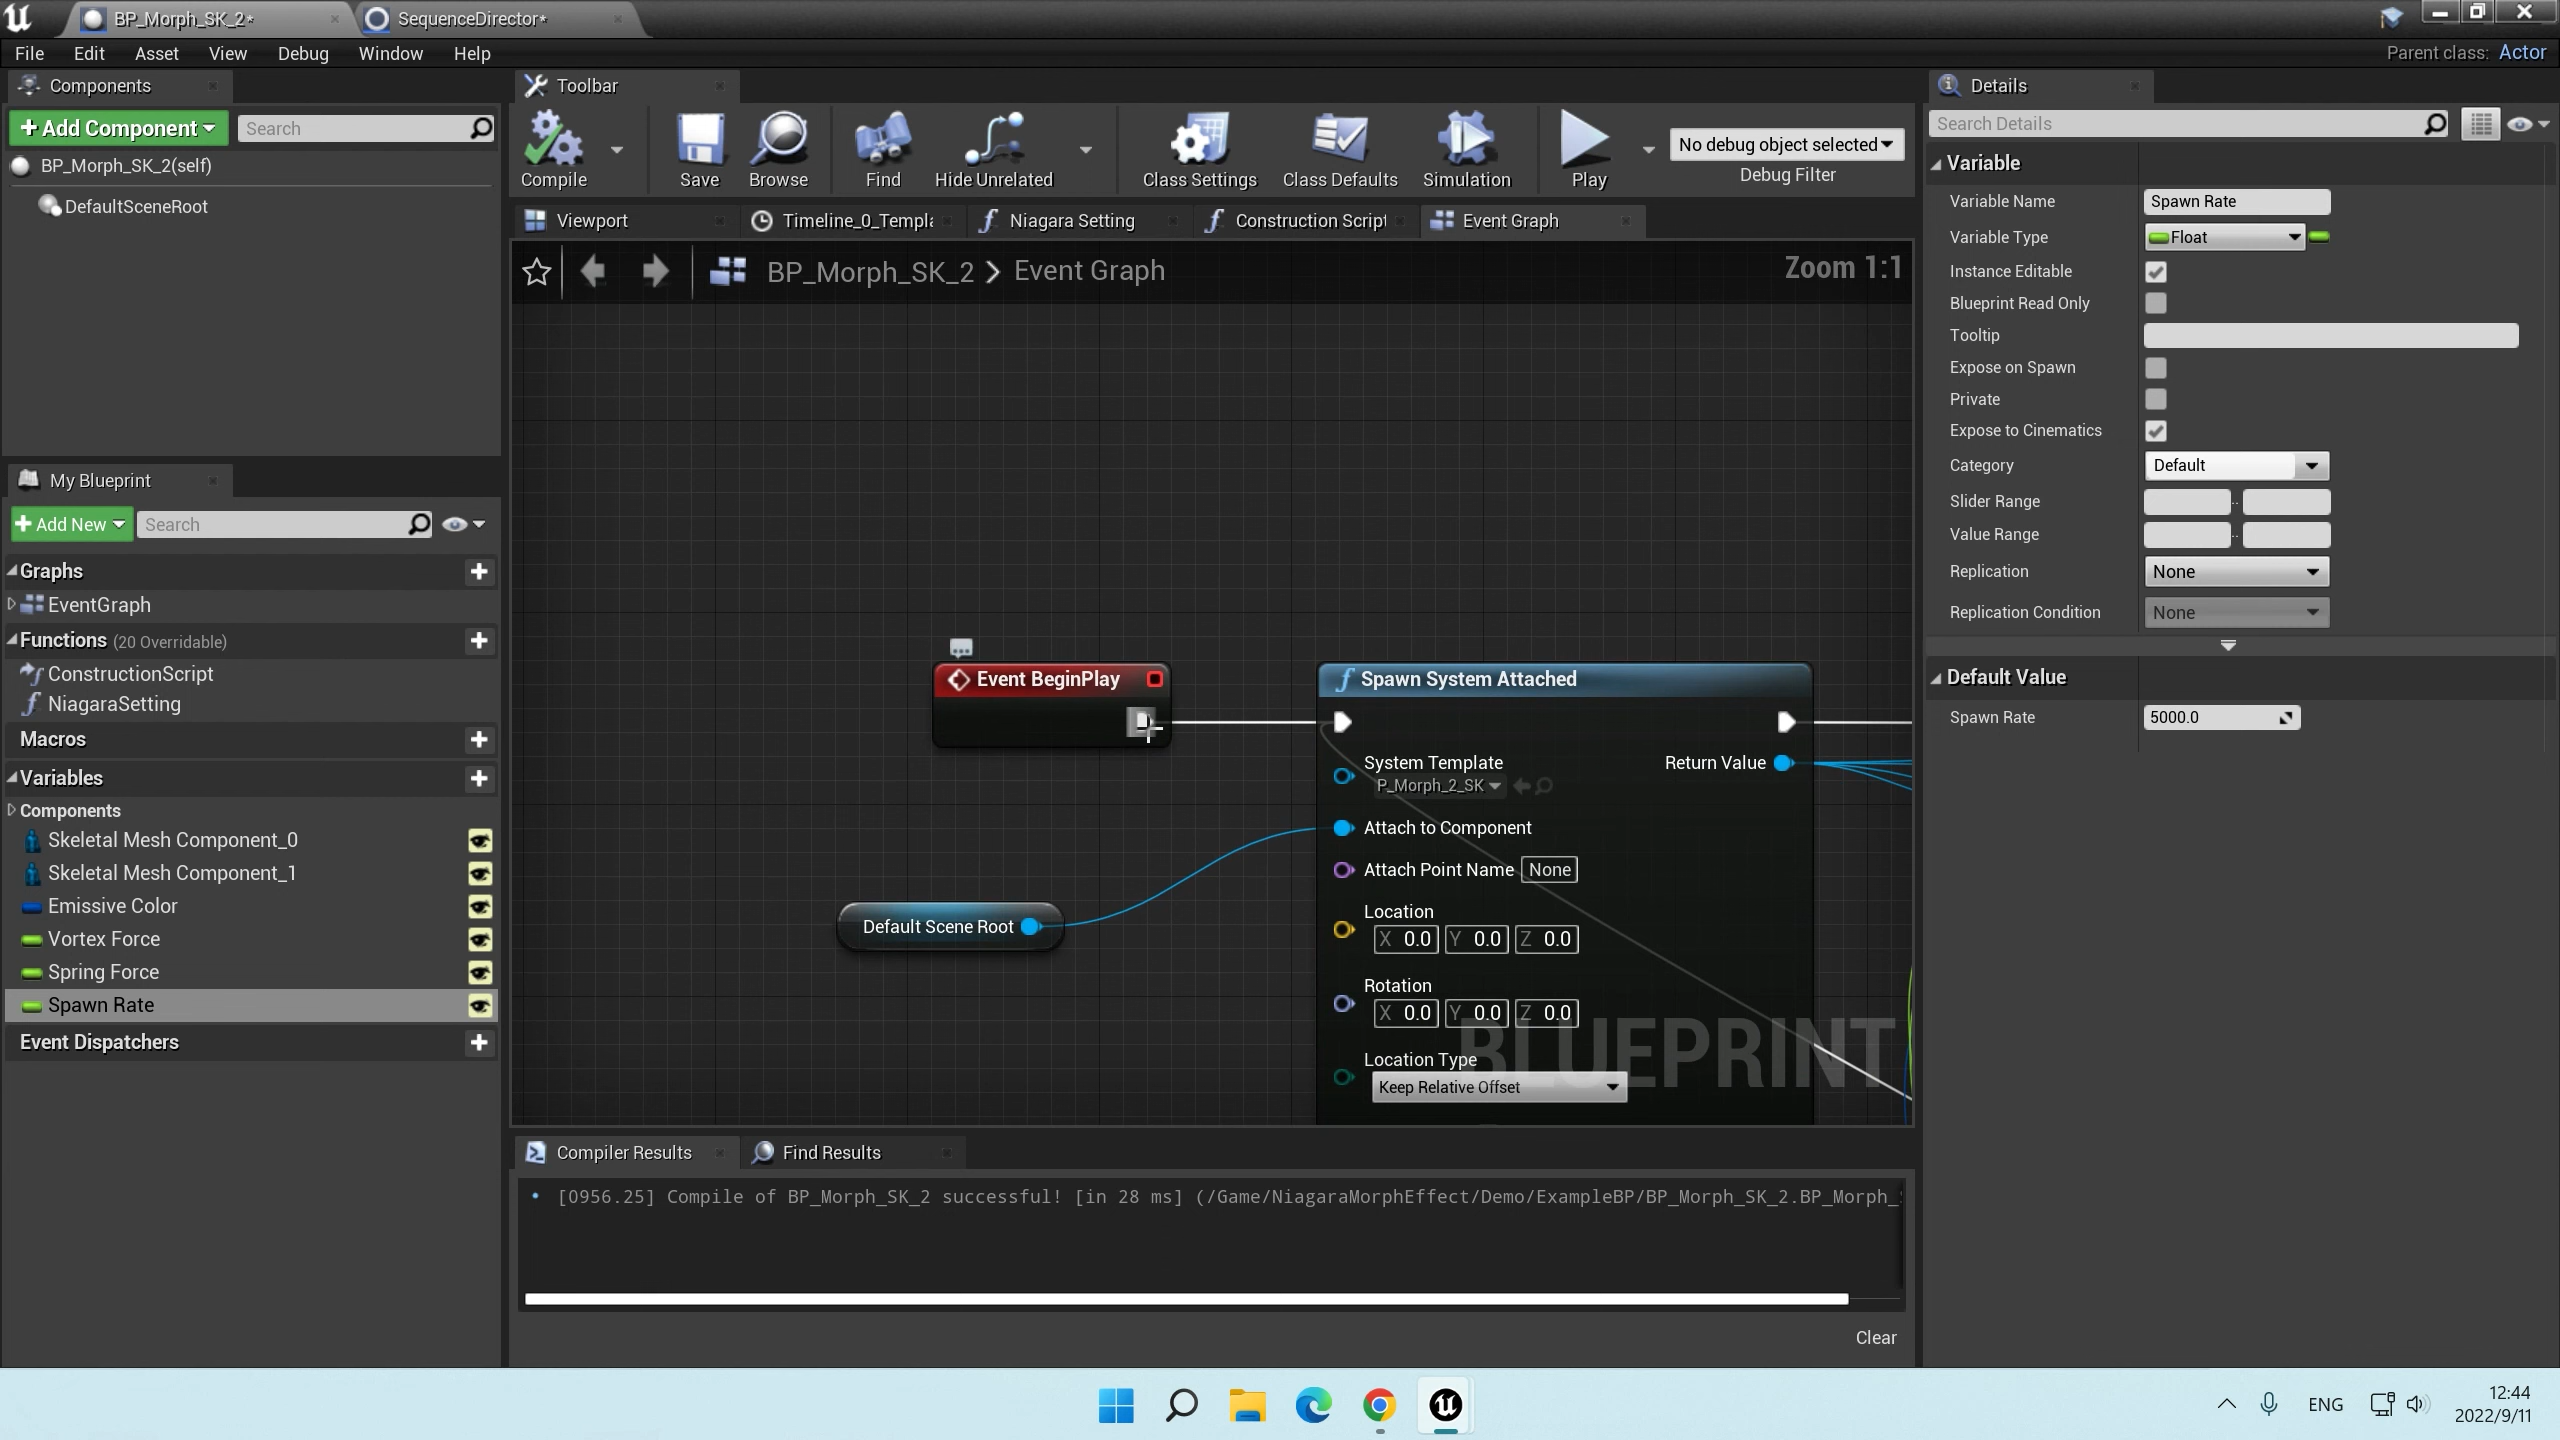 BP_Morph_SK_2*
SequenceDirector*
File Edit Asset View Debug Window Help
Parent class: Actor
Components
Toolbar
Details
Add Component
Search
BP_Morph_SK_2(self)
DefaultSceneRoot
Compile
Save
Browse
Find
Hide Unrelated
Class Settings
Class Defaults
Simulation
Play
No debug object selected
Debug Filter
Viewport
Timeline_0_Templ
Niagara Setting
Construction Script
Event Graph
BP_Morph_SK_2 > Event Graph
Zoom 1:1
My Blueprint
Add New
Search
Graphs
EventGraph
Functions (20 Overridable)
ConstructionScript
NiagaraSetting
Macros
Variables
Components
Skeletal Mesh Component_0
Skeletal Mesh Component_1
Emissive Color
Vortex Force
Spring Force
Spawn Rate
Event Dispatchers
Event BeginPlay
Default Scene Root
Spawn System Attached
System Template
P_Morph_2_SK
Return Value
Attach to Component
Attach Point Name None
Location
X 0.0 Y 0.0 Z 0.0
Rotation
X 0.0 Y 0.0 Z 0.0
Location Type
Keep Relative Offset
BLUEPRINT
Compiler Results
Find Results
[0956.25] Compile of BP_Morph_SK_2 successful! [in 28 ms] (/Game/NiagaraMorphEffect/Demo/ExampleBP/BP_Morph_SK_2.BP_Morph_
Clear
Search Details
Variable
Variable Name Spawn Rate
Variable Type Float
Instance Editable
Blueprint Read Only
Tooltip
Expose on Spawn
Private
Expose to Cinematics
Category Default
Slider Range ..
Value Range ..
Replication None
Replication Condition None
Default Value
Spawn Rate 5000.0
ENG
12:44
2022/9/11